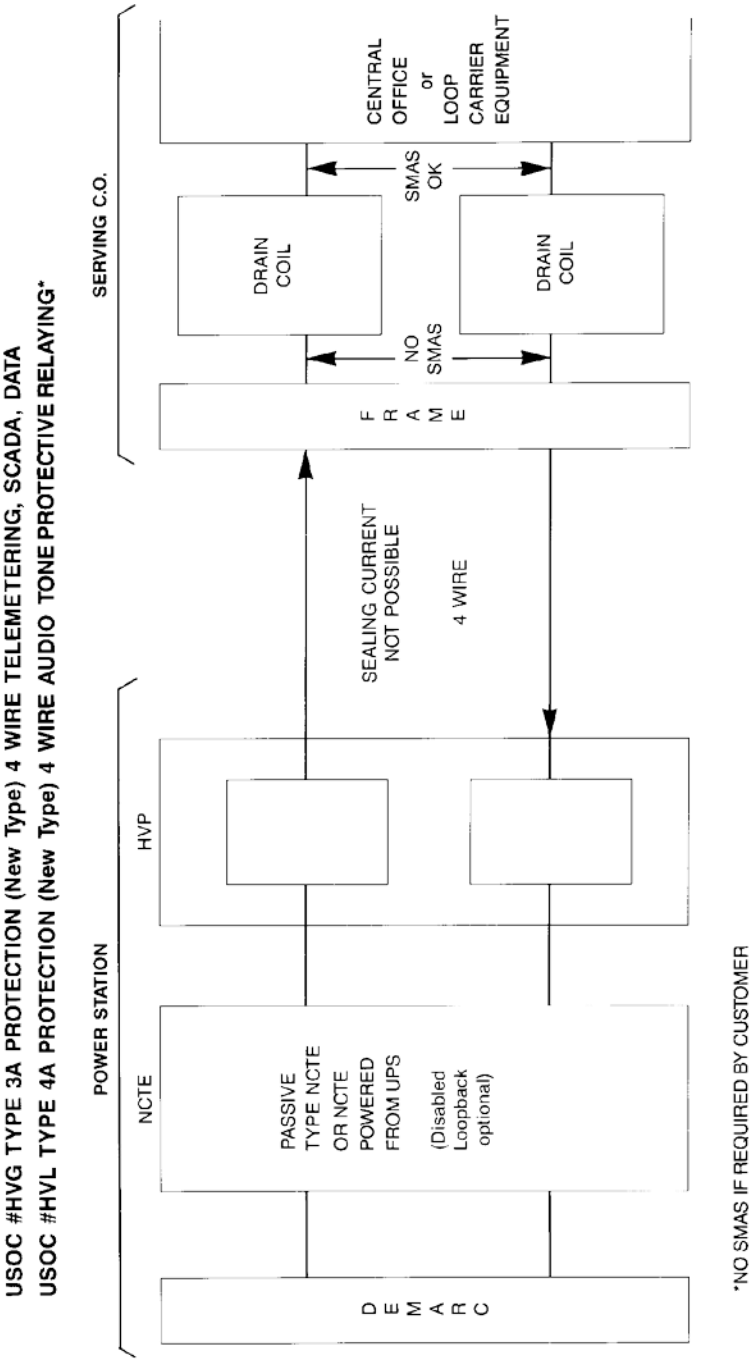 USOC #HVG TYPE 3A PROTECTION (New Type) 4 WIRE TELEMETERING, SCADA, DATA
USOC #HVL TYPE 4A PROTECTION (New Type) 4 WIRE AUDIO TONE PROTECTIVE RELAYING*
POWER STATION
SERVING C.O.
NCTE
HVP
DEMARC
PASSIVE
TYPE NCTE
OR NCTE
POWERED
FROM UPS
(Disabled
Loopback
optional)
SEALING CURRENT
NOT POSSIBLE
4 WIRE
FRAME
NO
SMAS
DRAIN
COIL
DRAIN
COIL
SMAS
OK
CENTRAL
OFFICE
or
LOOP
CARRIER
EQUIPMENT
*NO SMAS IF REQUIRED BY CUSTOMER